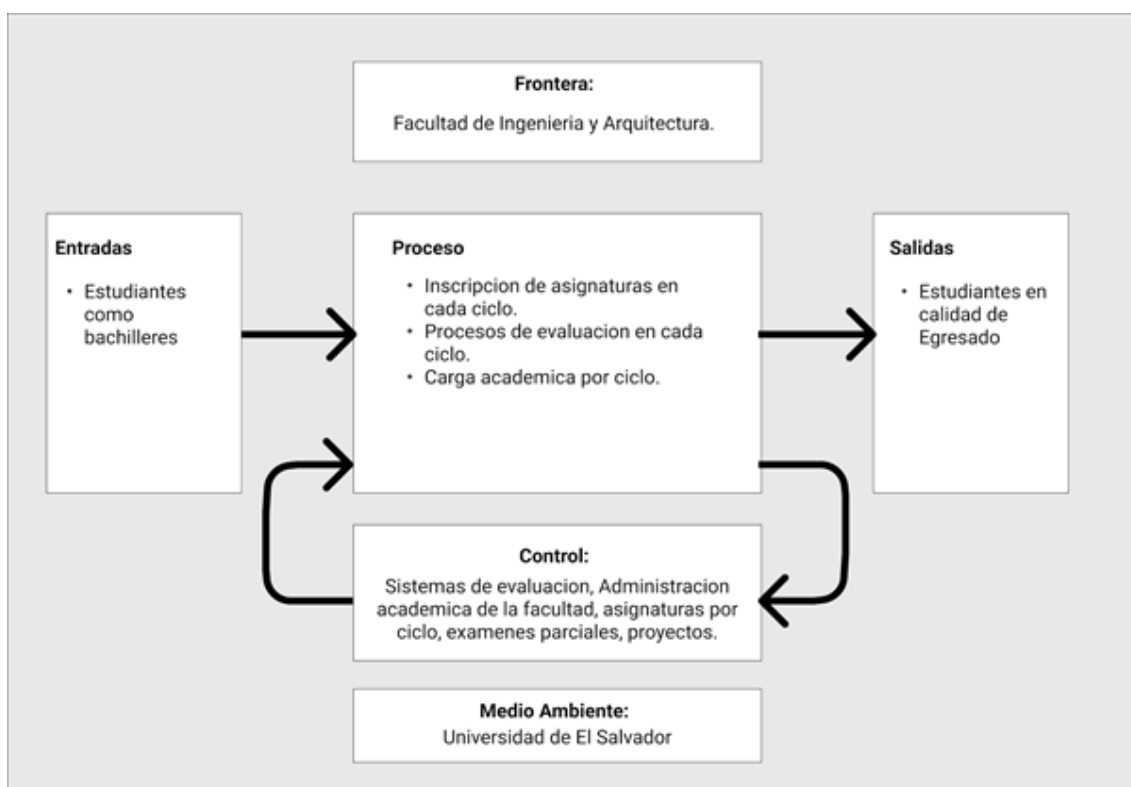 Frontera:
Facultad de Ingenieria y Arquitectura.
Entradas
• Estudiantes
como
bachilleres
Proceso
• Inscripcion de asignaturas en
cada ciclo.
• Procesos de evaluacion en cada
ciclo.
• Carga academica por ciclo.
Salidas
• Estudiantes en
calidad de
Egresado
Control:
Sistemas de evaluacion, Administracion
academica de la facultad, asignaturas por
ciclo, examenes parciales, proyectos.
Medio Ambiente:
Universidad de El Salvador